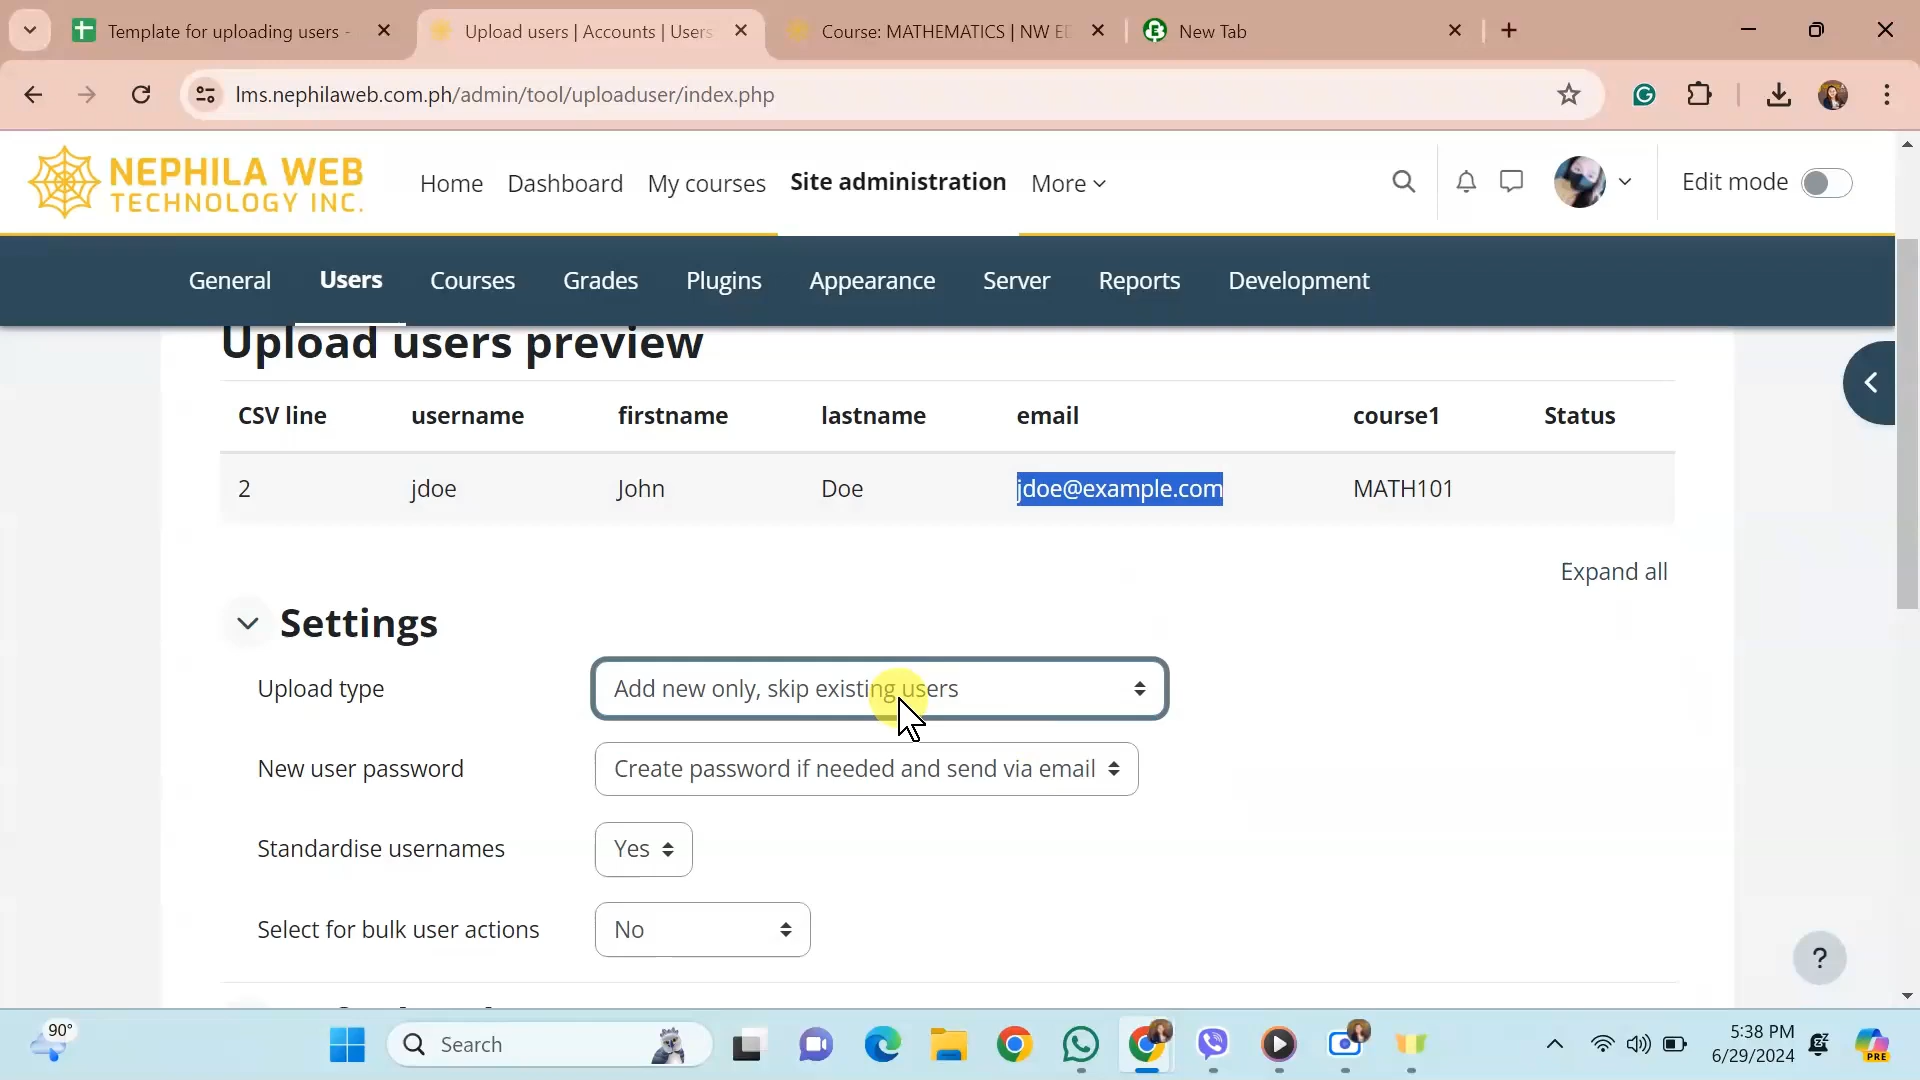 Template for uploading users -
Upload users | Accounts | Users
Course: MATHEMATICS | NW ED
New Tab
lms.nephilaweb.com.ph/admin/tool/uploaduser/index.php
NEPHILA WEB
TECHNOLOGY INC.
Home
Dashboard
My courses
Site administration
More
Edit mode
General
Users
Courses
Grades
Plugins
Appearance
Server
Reports
Development
Upload users preview
CSV line username firstname lastname email course1 Status
2 jdoe John Doe jdoe@example.com MATH101
Expand all
Settings
Upload type Add new only, skip existing users
New user password Create password if needed and send via email
Standardise usernames Yes
Select for bulk user actions No
?
90°
Search
5:38 PM
6/29/2024
PRE